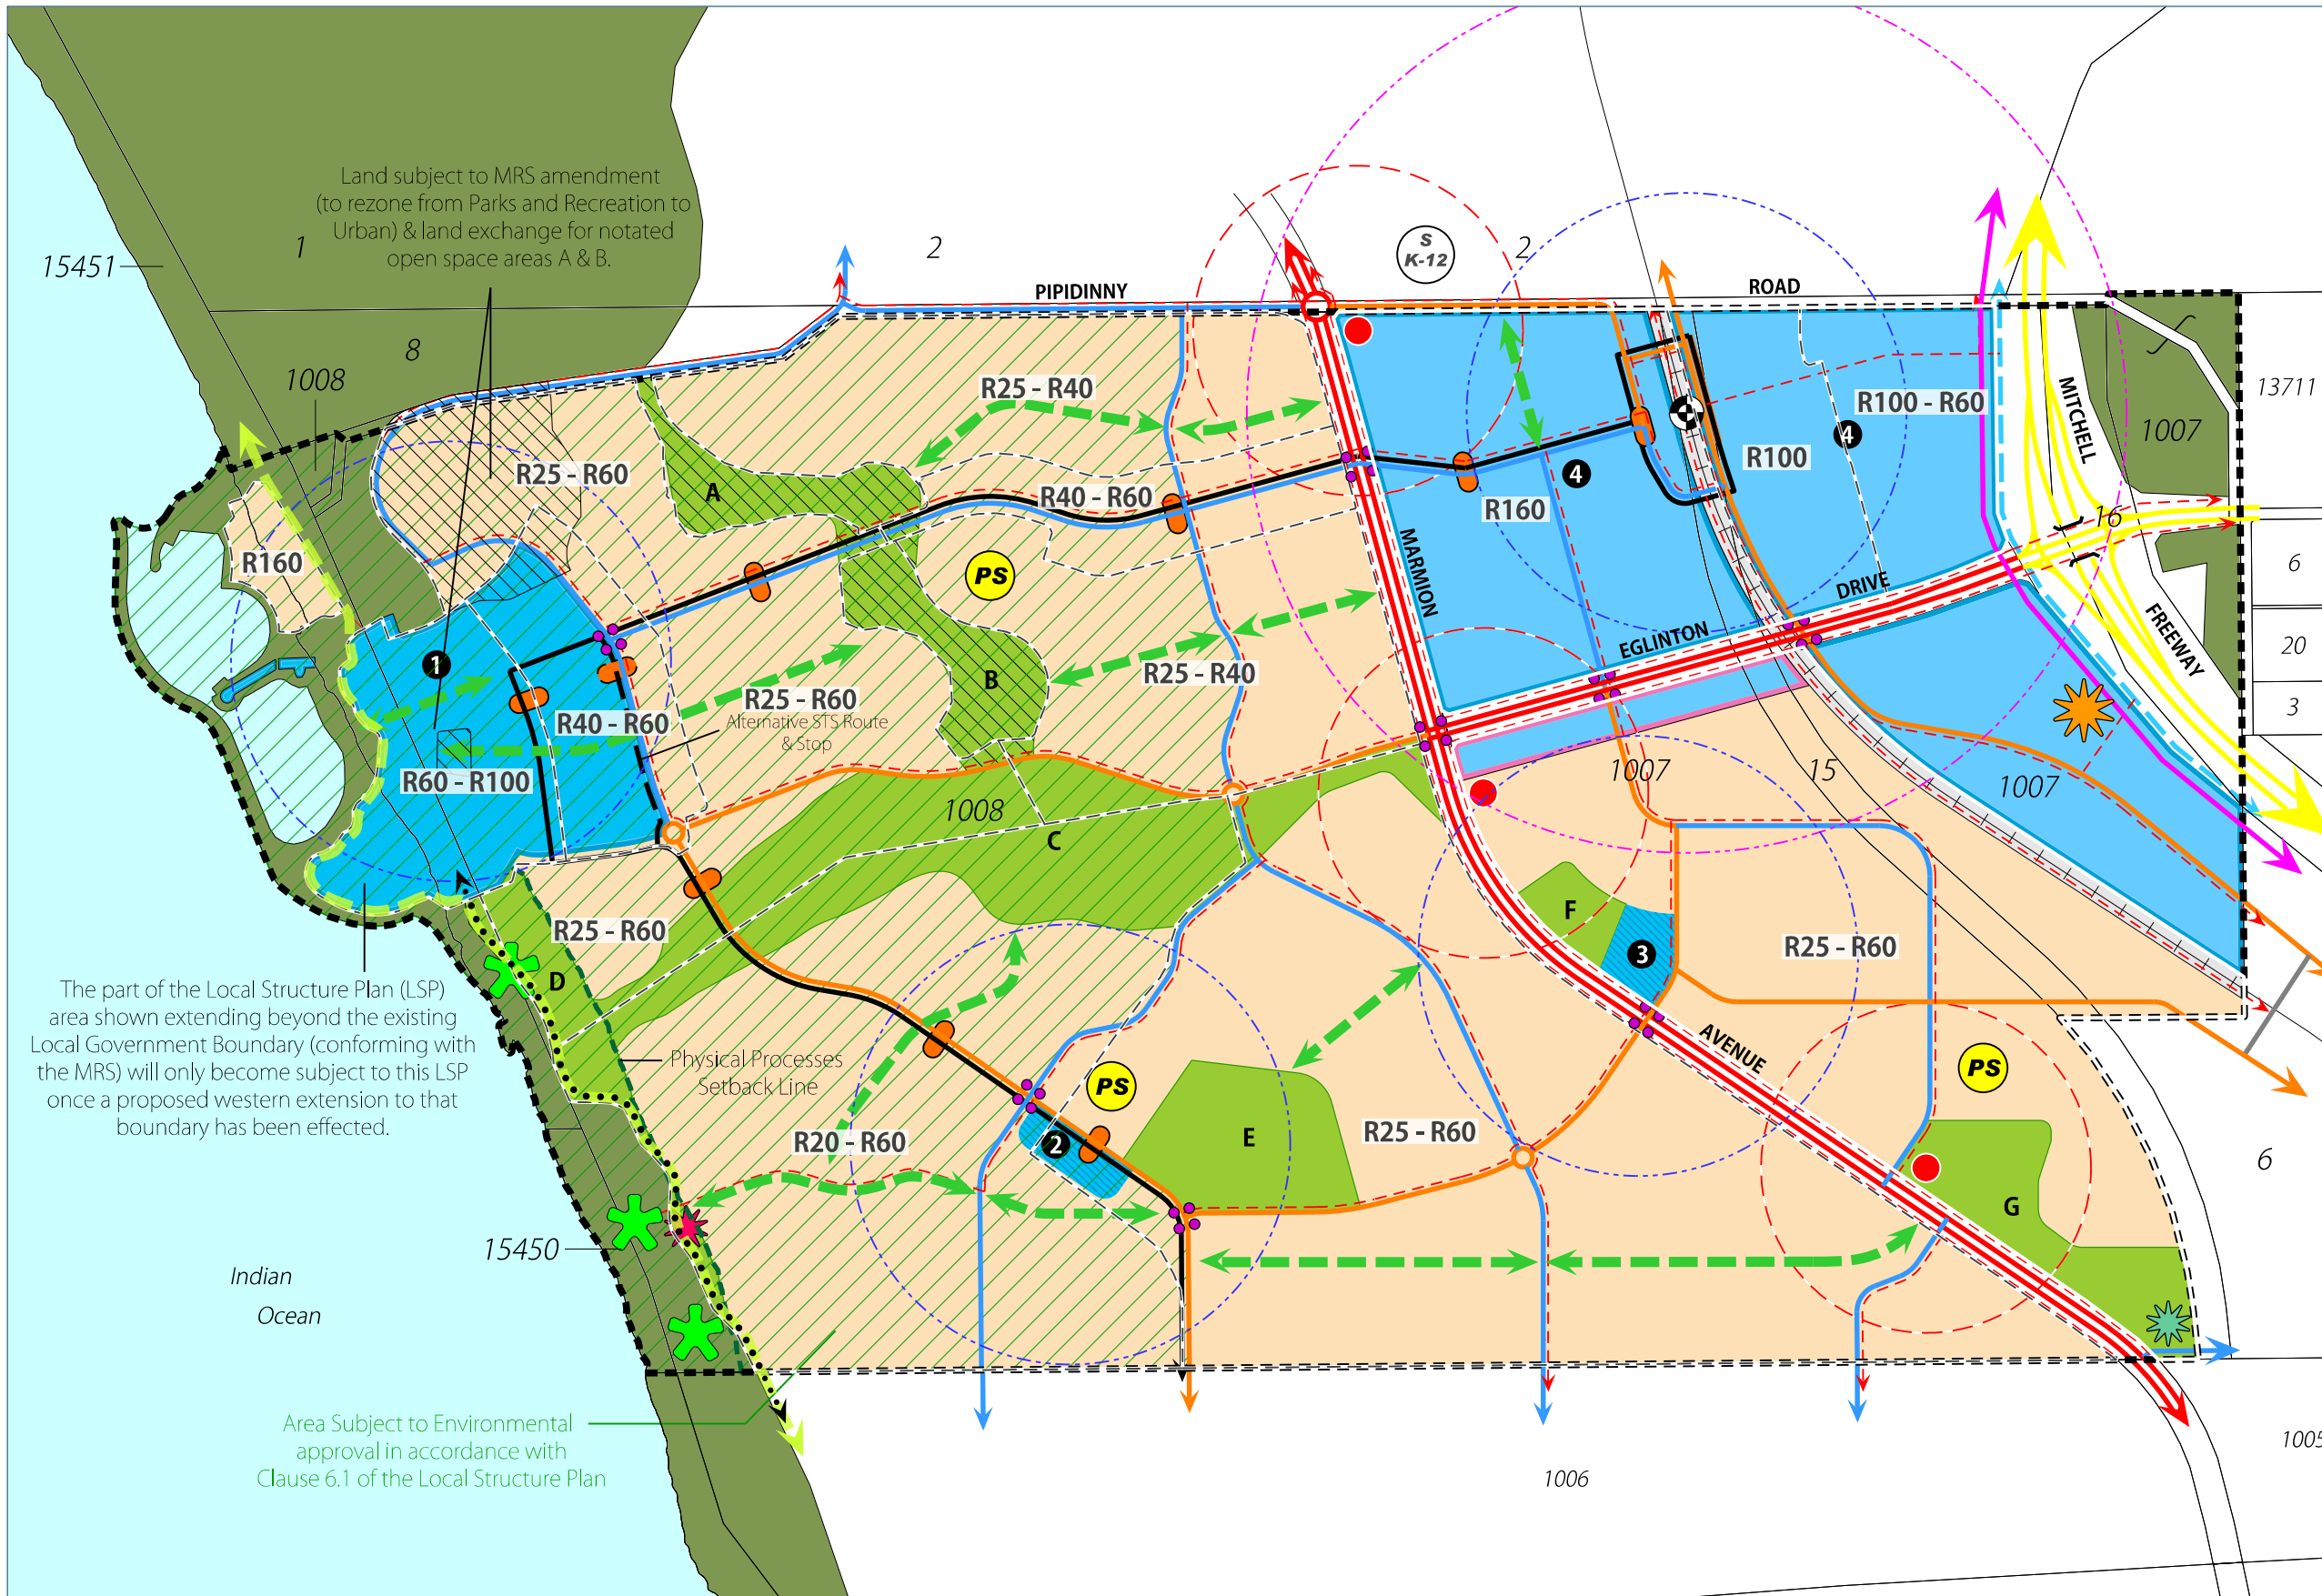 Land subject to MRS amendment
(to rezone from Parks and Recreation to
Urban) & land exchange for notated
open space areas A & B.
15451
1
2
S
K-12
2
PIPIDINNY
ROAD
8
1008
R25 - R40
R100 - R60
MITCHELL
13711
1007
R25 - R60
A
R40 - R60
4
R100
4
R160
16
R160
PS
MARMION
DRIVE
6
FREEWAY
EGLINTON
20
1
B
R25 - R40
R25 - R60
Alternative STS Route
& Stop
R40 - R60
3
R60 - R100
1007
15
1007
1008
C
R25 - R60
F
R25 - R60
3
D
The part of the Local Structure Plan (LSP)
area shown extending beyond the existing
Local Government Boundary (conforming with
the MRS) will only become subject to this LSP
once a proposed western extension to that
boundary has been effected.
Physical Processes
Setback Line
AVENUE
PS
PS
R20 - R60
2
E
R25 - R60
6
G
15450
Indian
Ocean
Area Subject to Environmental
approval in accordance with
Clause 6.1 of the Local Structure Plan
1006
1005